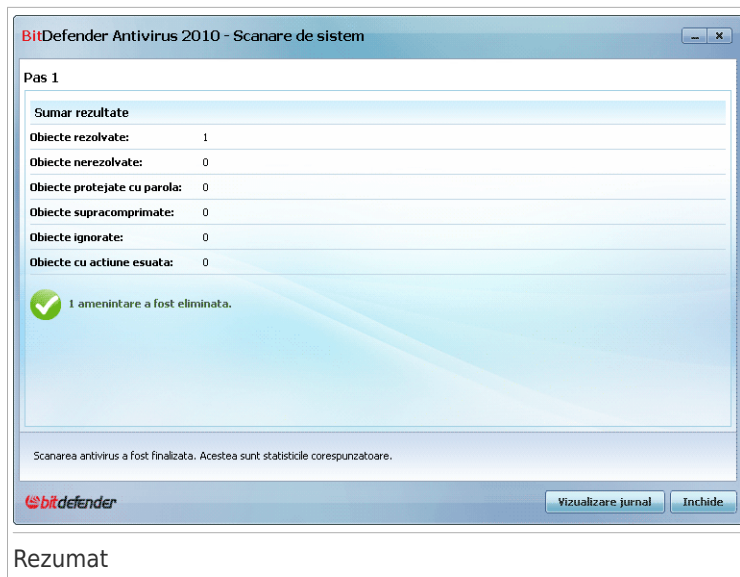 BitDefender Antivirus 2010 - Scanare de sistem
Pas 1
Sumar rezultate
Obiecte rezolvate: 1
Obiecte nerezolvate: 0
Obiecte protejate cu parola: 0
Obiecte supracomprimate: 0
Obiecte ignorate: 0
Obiecte cu actiune esuata: 0
1 amenintare a fost eliminata.
Scanarea antivirus a fost finalizata. Acestea sunt statisticile corespunzatoare.
bitdefender Vizualizare jurnal Inchide
Rezumat